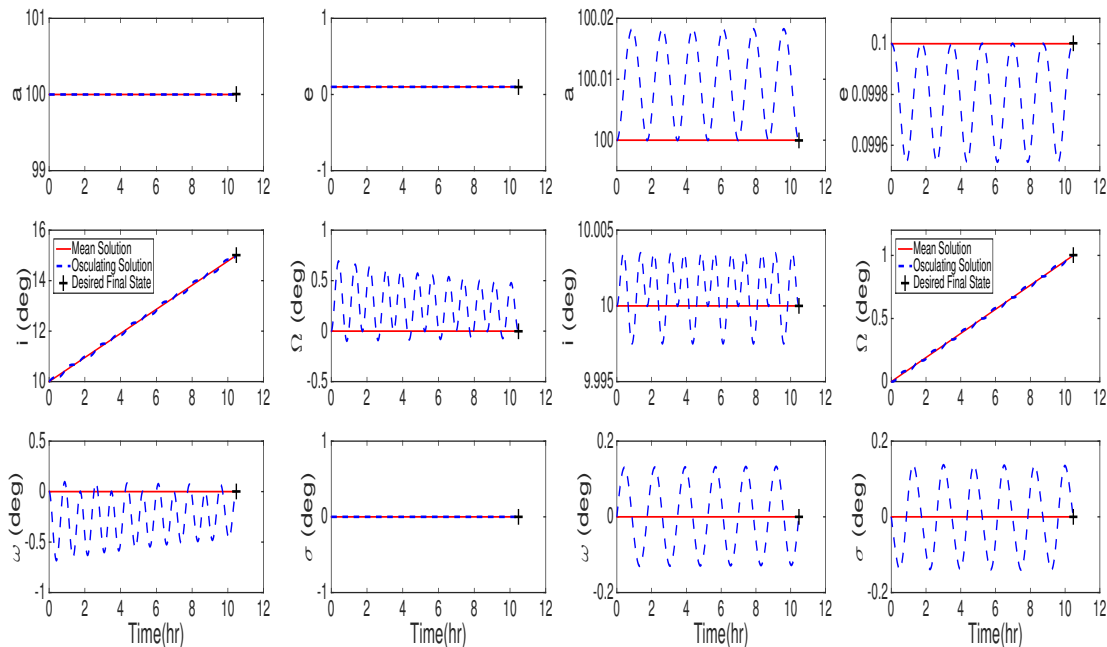 101
100
99
a
0 2 4 6 8 10 12
1
0
-1
e
0 2 4 6 8 10 12
100.02
100.01
100
a
0 2 4 6 8 10 12
0.1
0.0998
0.0996
e
0 2 4 6 8 10 12
16
14
12
10
i (deg)
Mean Solution
Osculating Solution
Desired Final State
0 2 4 6 8 10 12
1
0.5
0
-0.5
Ω (deg)
0 2 4 6 8 10 12
10.005
10
9.995
i (deg)
0 2 4 6 8 10 12
1
0.5
0
Ω (deg)
Mean Solution
Osculating Solution
Desired Final State
0 2 4 6 8 10 12
0.5
0
-0.5
-1
ω (deg)
0 2 4 6 8 10 12
Time(hr)
1
0
-1
σ (deg)
0 2 4 6 8 10 12
Time(hr)
0.2
0
-0.2
ω (deg)
0 2 4 6 8 10 12
Time(hr)
0.2
0
-0.2
σ (deg)
0 2 4 6 8 10 12
Time(hr)